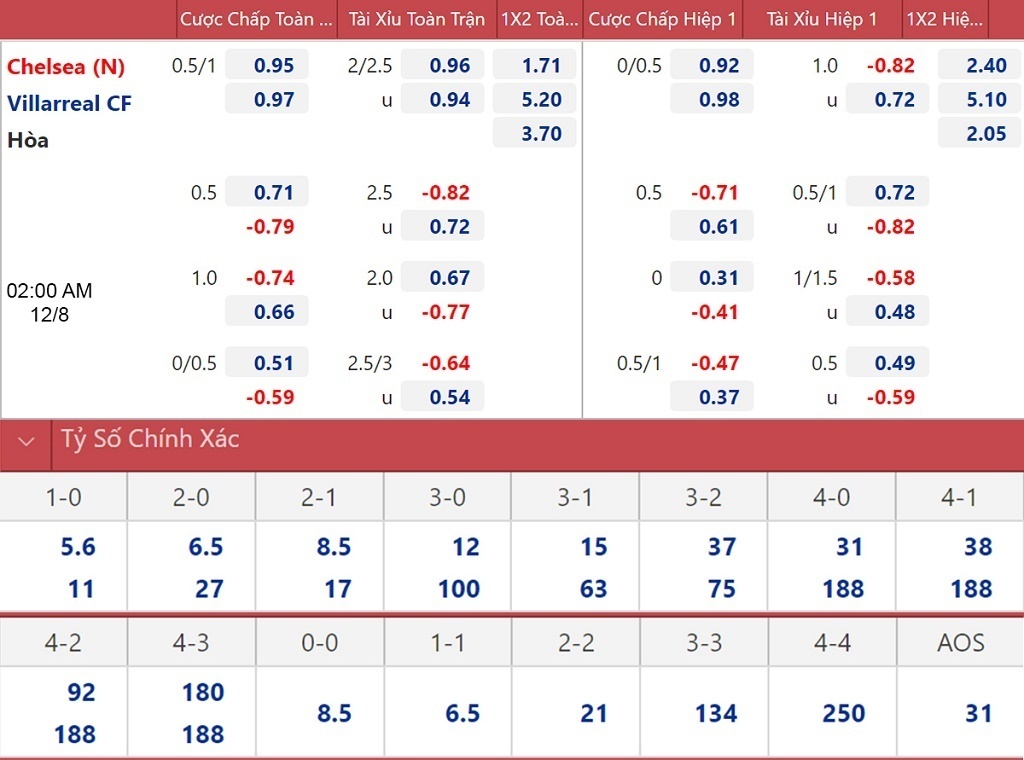 Cược Chấp Toàn ... Tài Xỉu Toàn Trận 1X2 Toà... Cược Chấp Hiệp 1 Tài Xỉu Hiệp 1 1X2 Hiệ...
Chelsea (N) 0.5/1 0.95 2/2.5 0.96 1.71 0/0.5 0.92 1.0 -0.82 2.40
Villarreal CF 0.97 u 0.94 5.20 0.98 u 0.72 5.10
Hòa 3.70 2.05
0.5 0.71 2.5 -0.82 0.5 -0.71 0.5/1 0.72
-0.79 u 0.72 0.61 u -0.82
1.0 -0.74 2.0 0.67 0 0.31 1/1.5 -0.58
02:00 AM
0.66 u -0.77 -0.41 u 0.48
12/8
0/0.5 0.51 2.5/3 -0.64 0.5/1 -0.47 0.5 0.49
-0.59 u 0.54 0.37 u -0.59
Tỷ Số Chính Xác
1-0 2-0 2-1 3-0 3-1 3-2 4-0 4-1
5.6 6.5 8.5 12 15 37 31 38
11 27 17 100 63 75 188 188
4-2 4-3 0-0 1-1 2-2 3-3 4-4 AOS
92 180
8.5 6.5 21 134 250 31
188 188